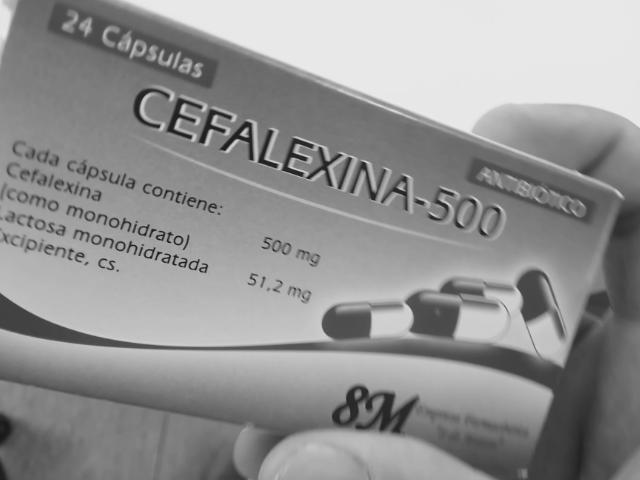 24 Cápsulas
CEFALEXINA-500
ANTIBIÓTICO
Cada cápsula contiene:
Cefalexina
(como monohidrato) 500 mg
Lactosa monohidratada 51,2 mg
Excipiente, cs.
8M